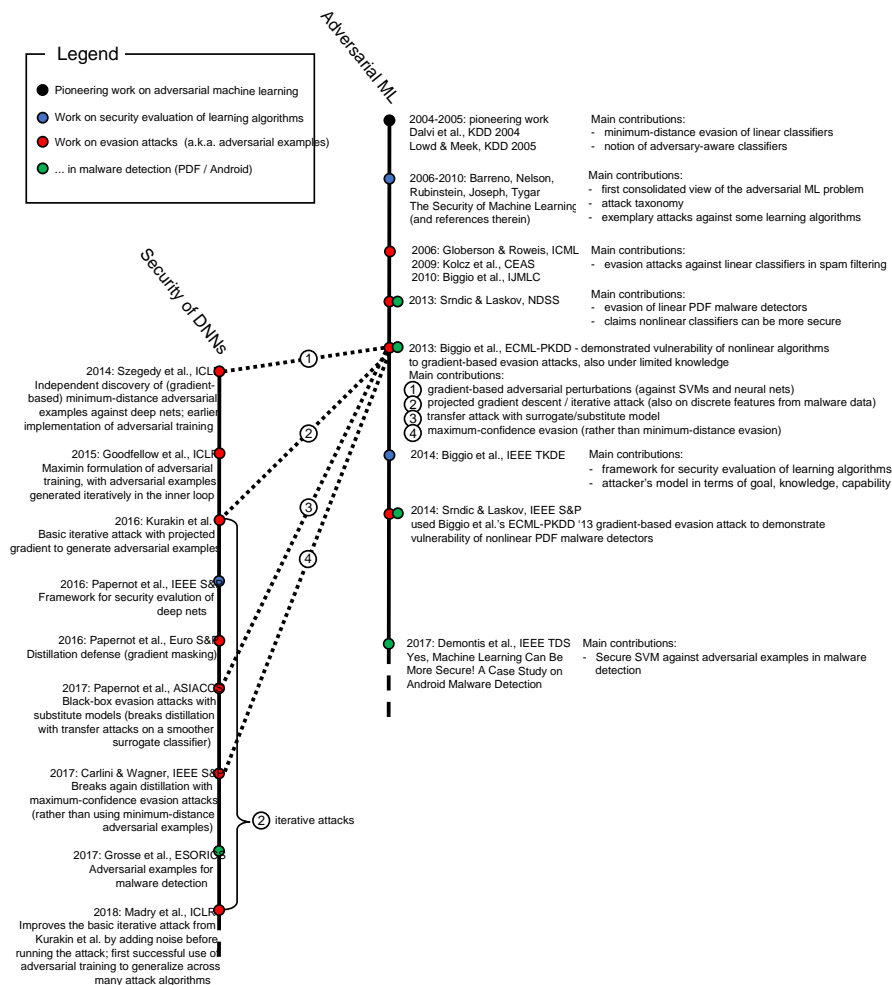 Legend
Pioneering work on adversarial machine learning
Work on security evaluation of learning algorithms
Work on evasion attacks (a.k.a. adversarial examples)
... in malware detection (PDF / Android)
Adversarial ML
2004-2005: pioneering work
Dalvi et al., KDD 2004
Lowd & Meek, KDD 2005
Main contributions:
- minimum-distance evasion of linear classifiers
- notion of adversary-aware classifiers
2006-2010: Barreno, Nelson,
Rubinstein, Joseph, Tygar
The Security of Machine Learning
(and references therein)
Main contributions:
- first consolidated view of the adversarial ML problem
- attack taxonomy
- exemplary attacks against some learning algorithms
2006: Globerson & Roweis, ICML
2009: Kolcz et al., CEAS
2010: Biggio et al., IJMLC
Main contributions:
- evasion attacks against linear classifiers in spam filtering
2013: Srndic & Laskov, NDSS
Main contributions:
- evasion of linear PDF malware detectors
- claims nonlinear classifiers can be more secure
2013: Biggio et al., ECML-PKDD - demonstrated vulnerability of nonlinear algorithms
to gradient-based evasion attacks, also under limited knowledge
Main contributions:
1 gradient-based adversarial perturbations (against SVMs and neural nets)
2 projected gradient descent / iterative attack (also on discrete features from malware data)
3 transfer attack with surrogate/substitute model
4 maximum-confidence evasion (rather than minimum-distance evasion)
2014: Biggio et al., IEEE TKDE
Main contributions:
- framework for security evaluation of learning algorithms
- attacker's model in terms of goal, knowledge, capability
2014: Srndic & Laskov, IEEE S&P
used Biggio et al.'s ECML-PKDD '13 gradient-based evasion attack to demonstrate
vulnerability of nonlinear PDF malware detectors
2017: Demontis et al., IEEE TDS
Yes, Machine Learning Can Be
More Secure! A Case Study on
Android Malware Detection
Main contributions:
- Secure SVM against adversarial examples in malware
detection
Security of DNNs
1
2
3
4
2014: Szegedy et al., ICL
Independent discovery of (gradient-
based) minimum-distance adversarial
examples against deep nets; earlier
implementation of adversarial training
2015: Goodfellow et al., ICLR
Maximin formulation of adversarial
training, with adversarial examples
generated iteratively in the inner loop
2016: Kurakin et al.
Basic iterative attack with projected
gradient to generate adversarial examples
2016: Papernot et al., IEEE S&P
Framework for security evalution of
deep nets
2016: Papernot et al., Euro S&P
Distillation defense (gradient masking)
2017: Papernot et al., ASIACC
Black-box evasion attacks with
substitute models (breaks distillation
with transfer attacks on a smoother
surrogate classifier)
2017: Carlini & Wagner, IEEE S&P
Breaks again distillation with
maximum-confidence evasion attacks
(rather than using minimum-distance
adversarial examples)
2 iterative attacks
2017: Grosse et al., ESORICS
Adversarial examples for
malware detection
2018: Madry et al., ICLR
Improves the basic iterative attack from
Kurakin et al. by adding noise before
running the attack; first successful use of
adversarial training to generalize across
many attack algorithms